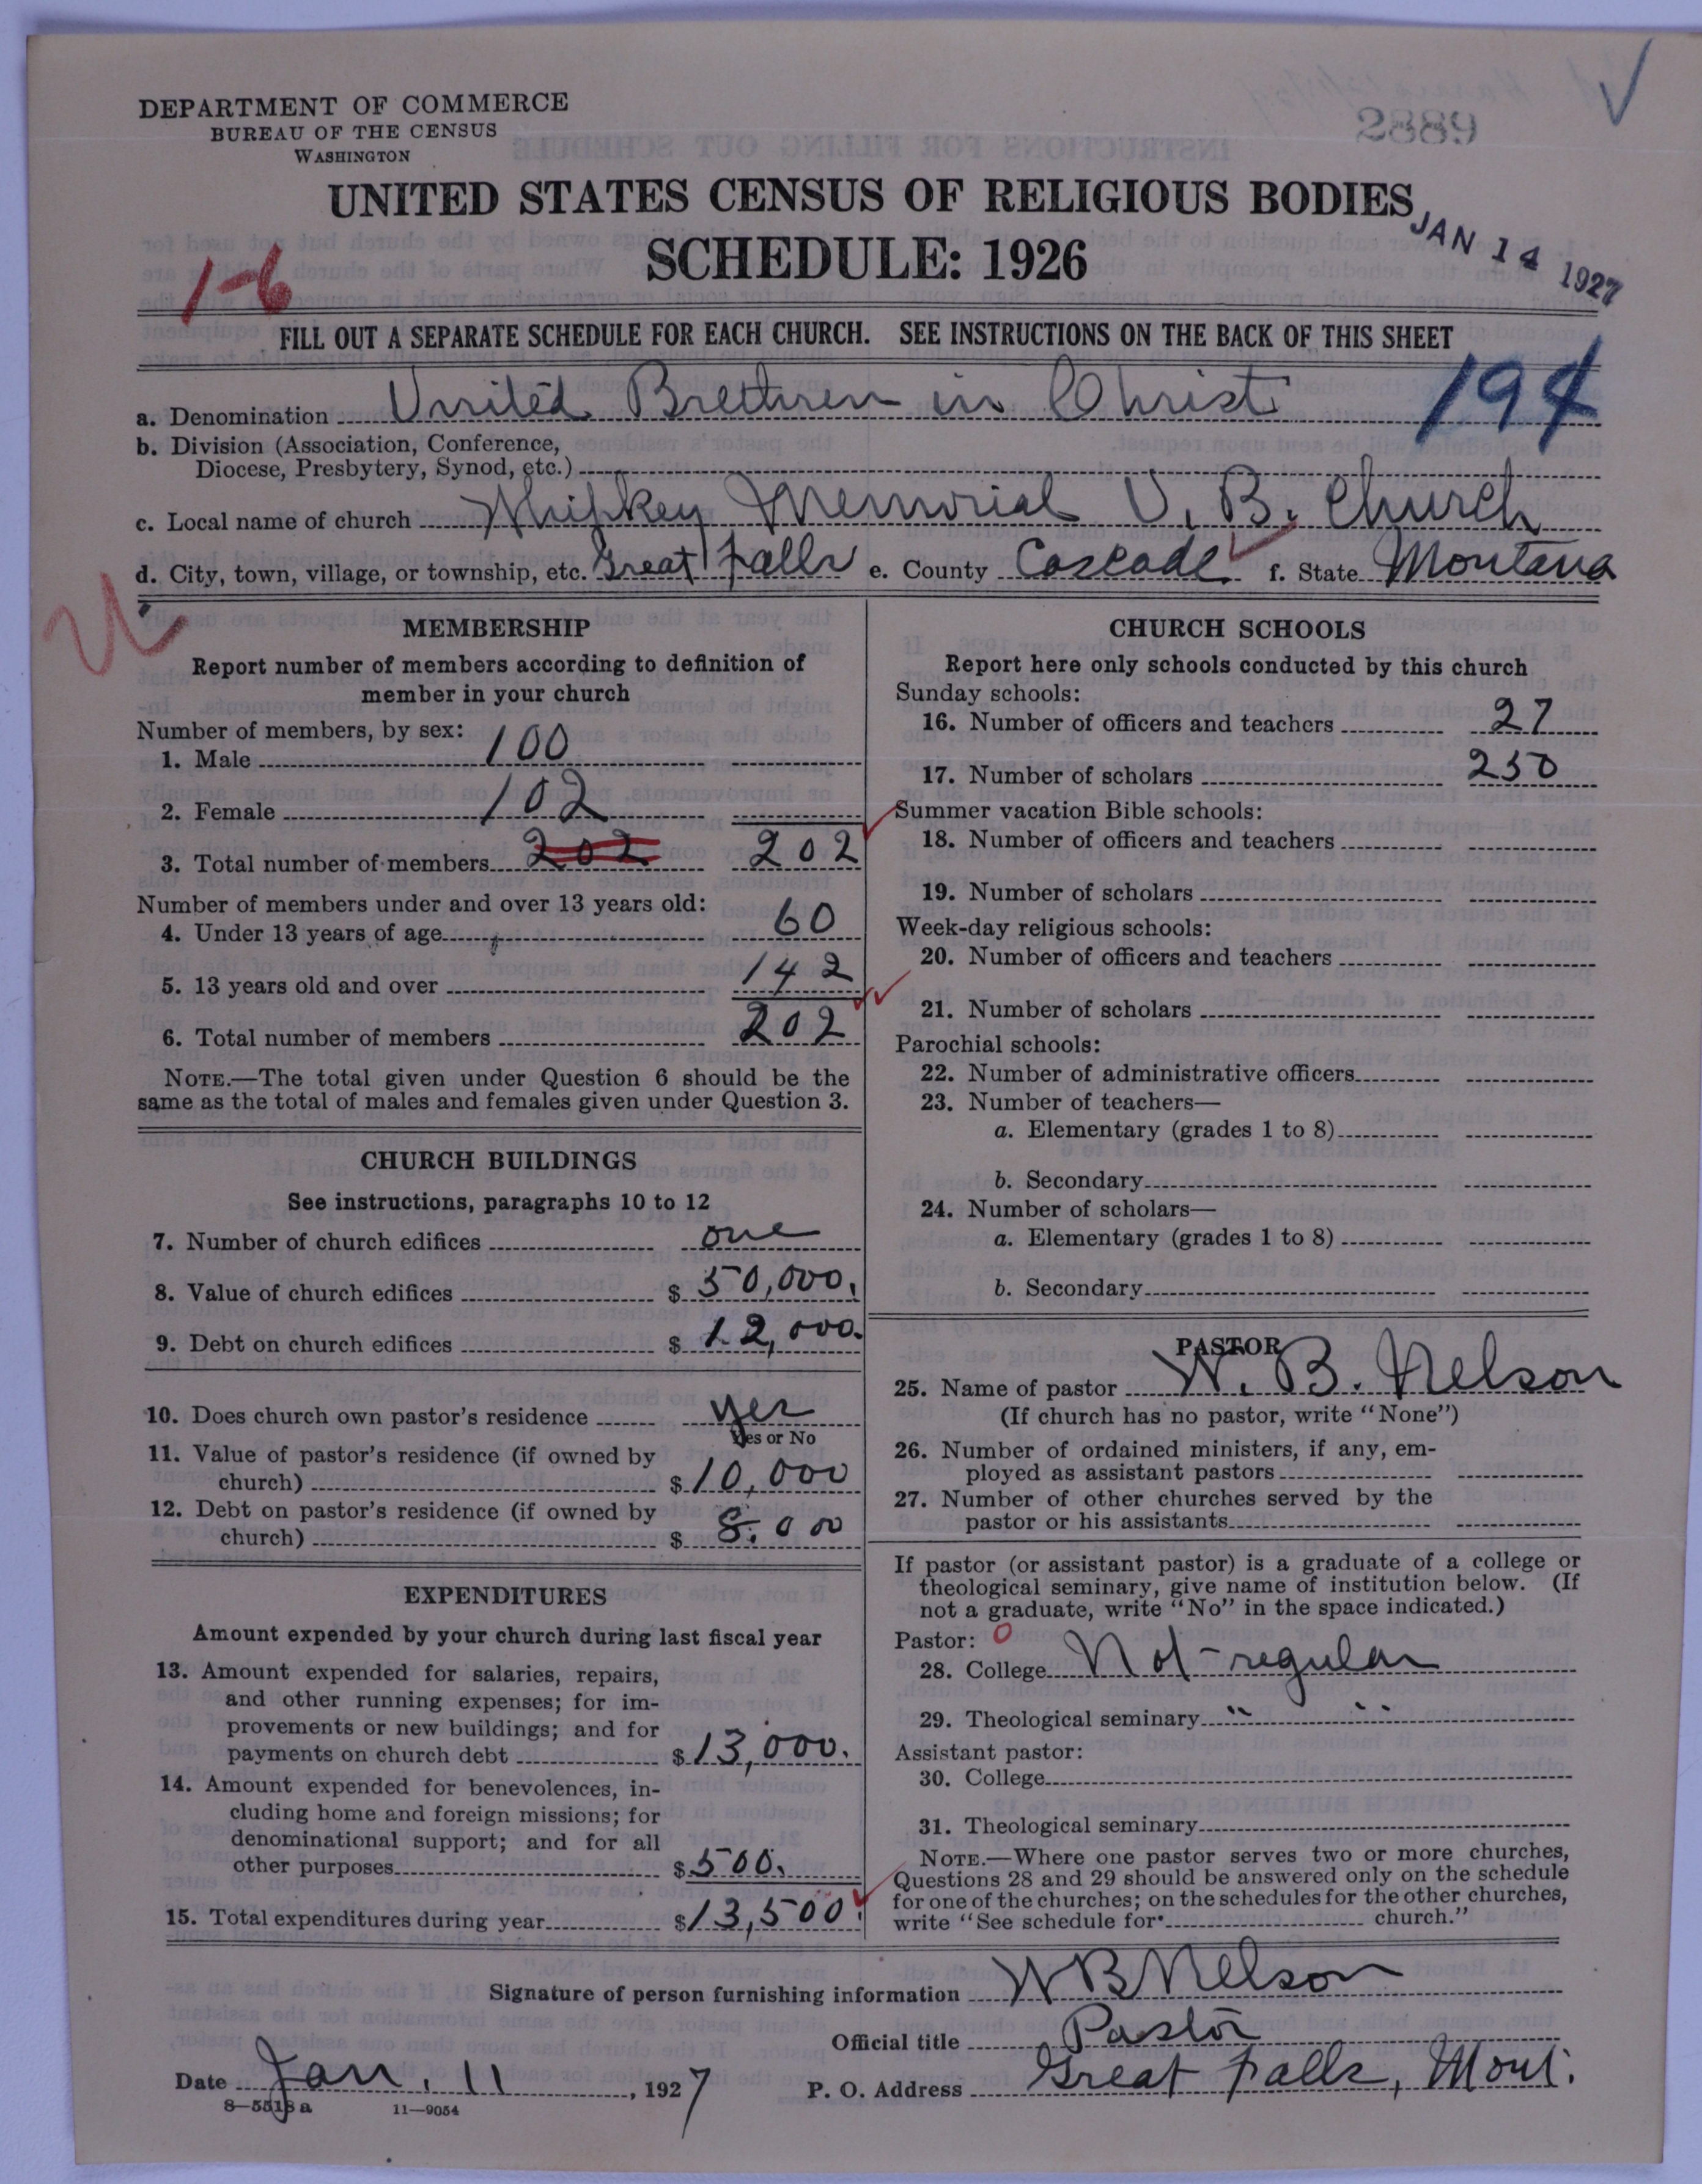 DEPARTMENT OF COMMERCE
BUREAU OF THE CENSUS
WASHINGTON
2889
UNITED STATES CENSUS OF RELIGIOUS BODIES
SCHEDULE: 1926
JAN 14 1927
1-6
FILL OUT A SEPARATE SCHEDULE FOR EACH CHURCH. SEE INSTRUCTIONS ON THE BACK OF THIS SHEET
194
a. Denomination United Brethren in Christ
b. Division (Association, Conference,
Diocese, Presbytery, Synod, etc.)
c. Local name of church Whipkey Memorial U. B. Church
d. City, town, village, or township, etc. Great Falls e. County Cascade f. State Montana
U
MEMBERSHIP
Report number of members according to definition of
member in your church
Number of members, by sex:
1. Male 100
2. Female 102
3. Total number of members 202 202
Number of members under and over 13 years old:
4. Under 13 years of age 60
5. 13 years old and over 142
6. Total number of members 202
NOTE.—The total given under Question 6 should be the
same as the total of males and females given under Question 3.
CHURCH BUILDINGS
See instructions, paragraphs 10 to 12
7. Number of church edifices one
8. Value of church edifices $ 50,000.
9. Debt on church edifices $ 12,000.
10. Does church own pastor's residence yes
Yes or No
11. Value of pastor's residence (if owned by
church) $ 10,000
12. Debt on pastor's residence (if owned by
church) $ 8.000
EXPENDITURES
Amount expended by your church during last fiscal year
13. Amount expended for salaries, repairs,
and other running expenses; for im-
provements or new buildings; and for
payments on church debt $ 13,000.
14. Amount expended for benevolences, in-
cluding home and foreign missions; for
denominational support; and for all
other purposes $ 500.
15. Total expenditures during year $ 13,500.
CHURCH SCHOOLS
Report here only schools conducted by this church
Sunday schools:
16. Number of officers and teachers 27
17. Number of scholars 250
Summer vacation Bible schools:
18. Number of officers and teachers
19. Number of scholars
Week-day religious schools:
20. Number of officers and teachers
21. Number of scholars
Parochial schools:
22. Number of administrative officers
23. Number of teachers—
a. Elementary (grades 1 to 8)
b. Secondary
24. Number of scholars—
a. Elementary (grades 1 to 8)
b. Secondary
PASTOR
25. Name of pastor W. B. Nelson
(If church has no pastor, write "None")
26. Number of ordained ministers, if any, em-
ployed as assistant pastors
27. Number of other churches served by the
pastor or his assistants
If pastor (or assistant pastor) is a graduate of a college or
theological seminary, give name of institution below. (If
not a graduate, write "No" in the space indicated.)
Pastor: 0
28. College Not regular
29. Theological seminary " "
Assistant pastor:
30. College
31. Theological seminary
NOTE.—Where one pastor serves two or more churches,
Questions 28 and 29 should be answered only on the schedule
for one of the churches; on the schedules for the other churches,
write "See schedule for church."
Signature of person furnishing information W B Nelson
Official title Pastor
Date Jan. 11, 1927 P. O. Address Great Falls, Mont.
8—5518 a 11—9054